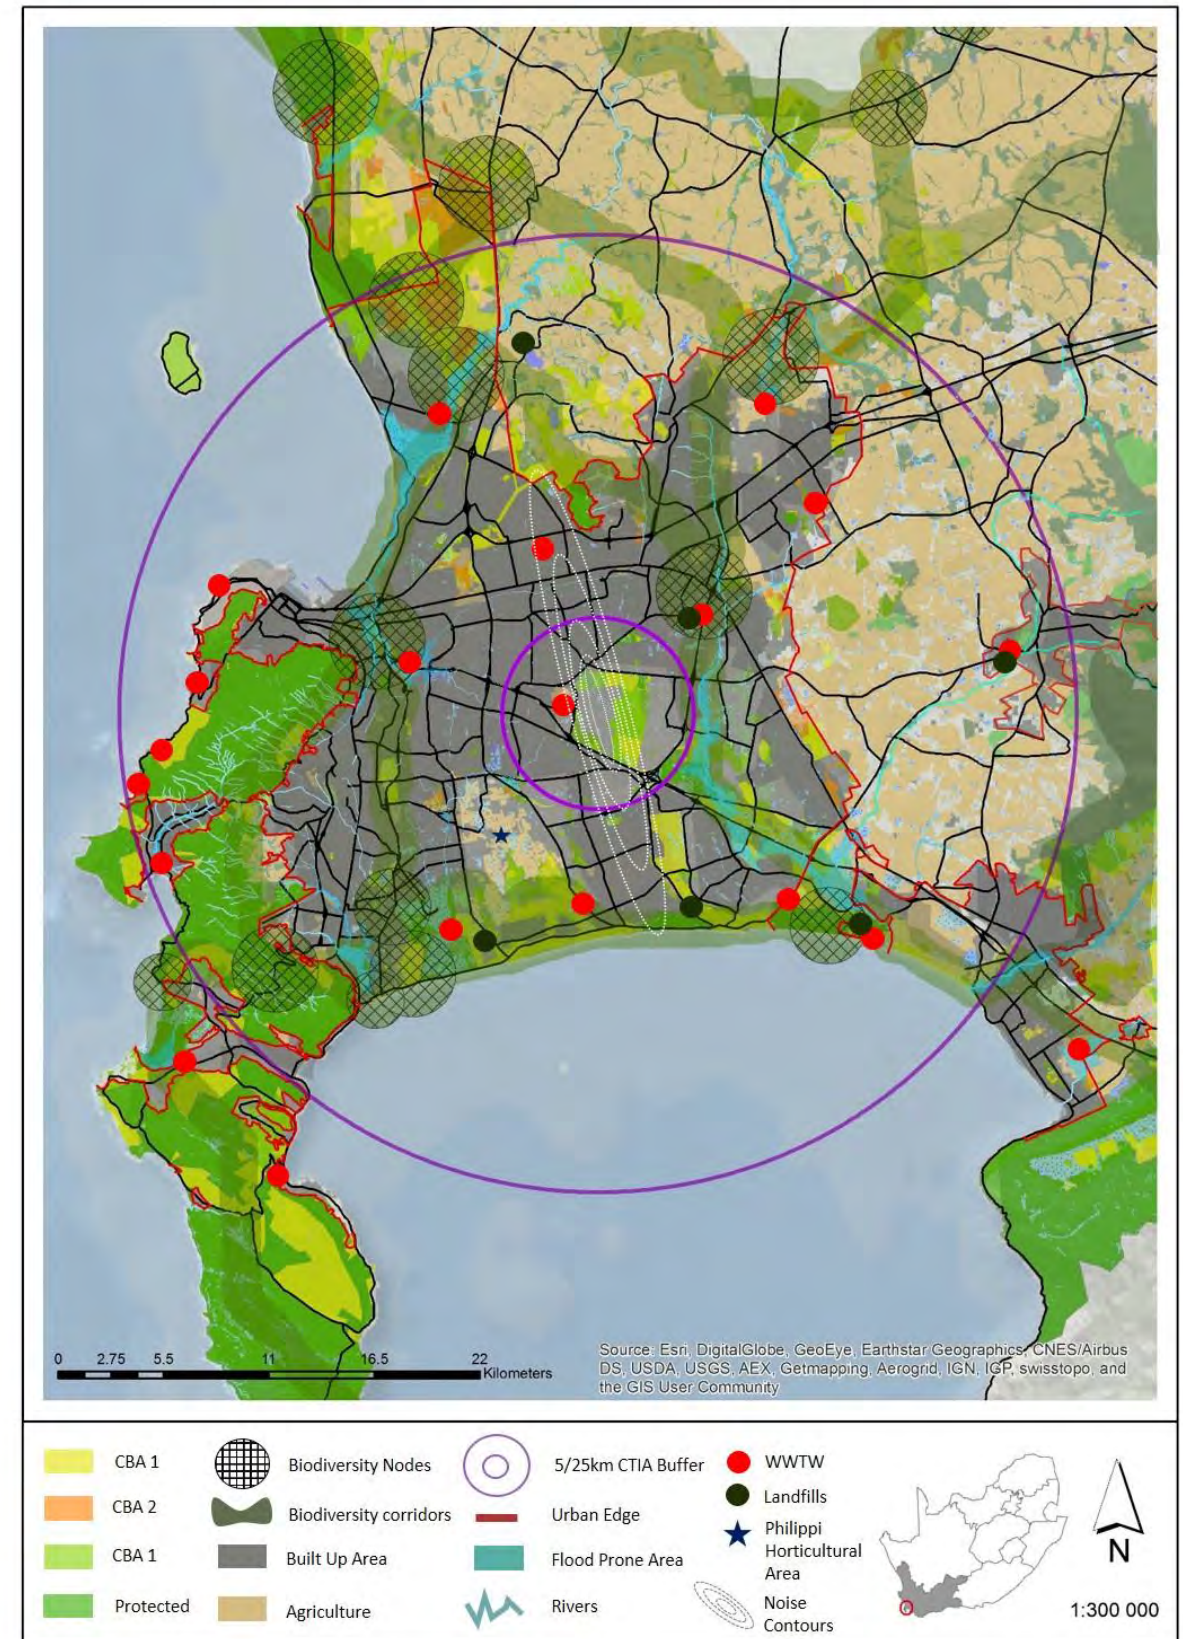 0 2.75 5.5 11 16.5 22
Kilometers
Source: Esri, DigitalGlobe, GeoEye, Earthstar Geographics, CNES/Airbus
DS, USDA, USGS, AEX, Getmapping, Aerogrid, IGN, IGP, swisstopo, and
the GIS User Community
CBA 1
CBA 2
CBA 1
Protected
Biodiversity Nodes
Biodiversity corridors
Built Up Area
Agriculture
5/25km CTIA Buffer
Urban Edge
Flood Prone Area
Rivers
WWTW
Landfills
Philippi
Horticultural
Area
Noise
Contours
N
1:300 000